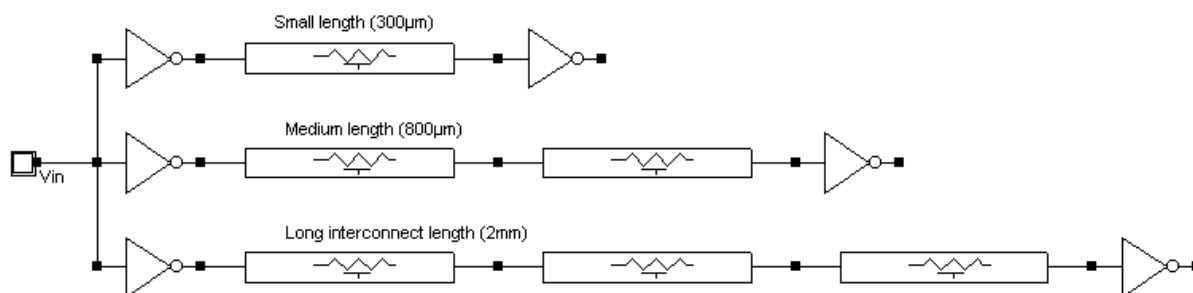 Small length (300µm)
Medium length (800µm)
Vin
Long interconnect length (2mm)